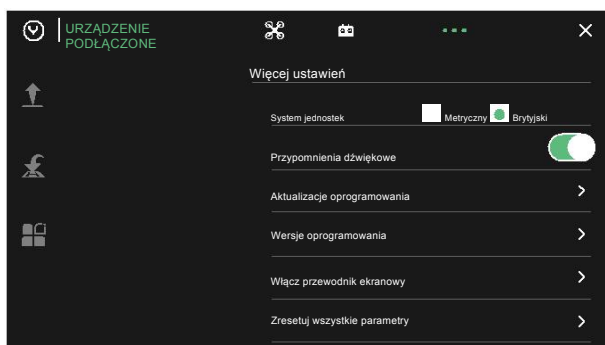 URZĄDZENIE
PODŁĄCZONE
Więcej ustawień
System jednostek Metryczny Brytyjski
Przypomnienia dźwiękowe
Aktualizacje oprogramowania
Wersje oprogramowania
Włącz przewodnik ekranowy
Zresetuj wszystkie parametry